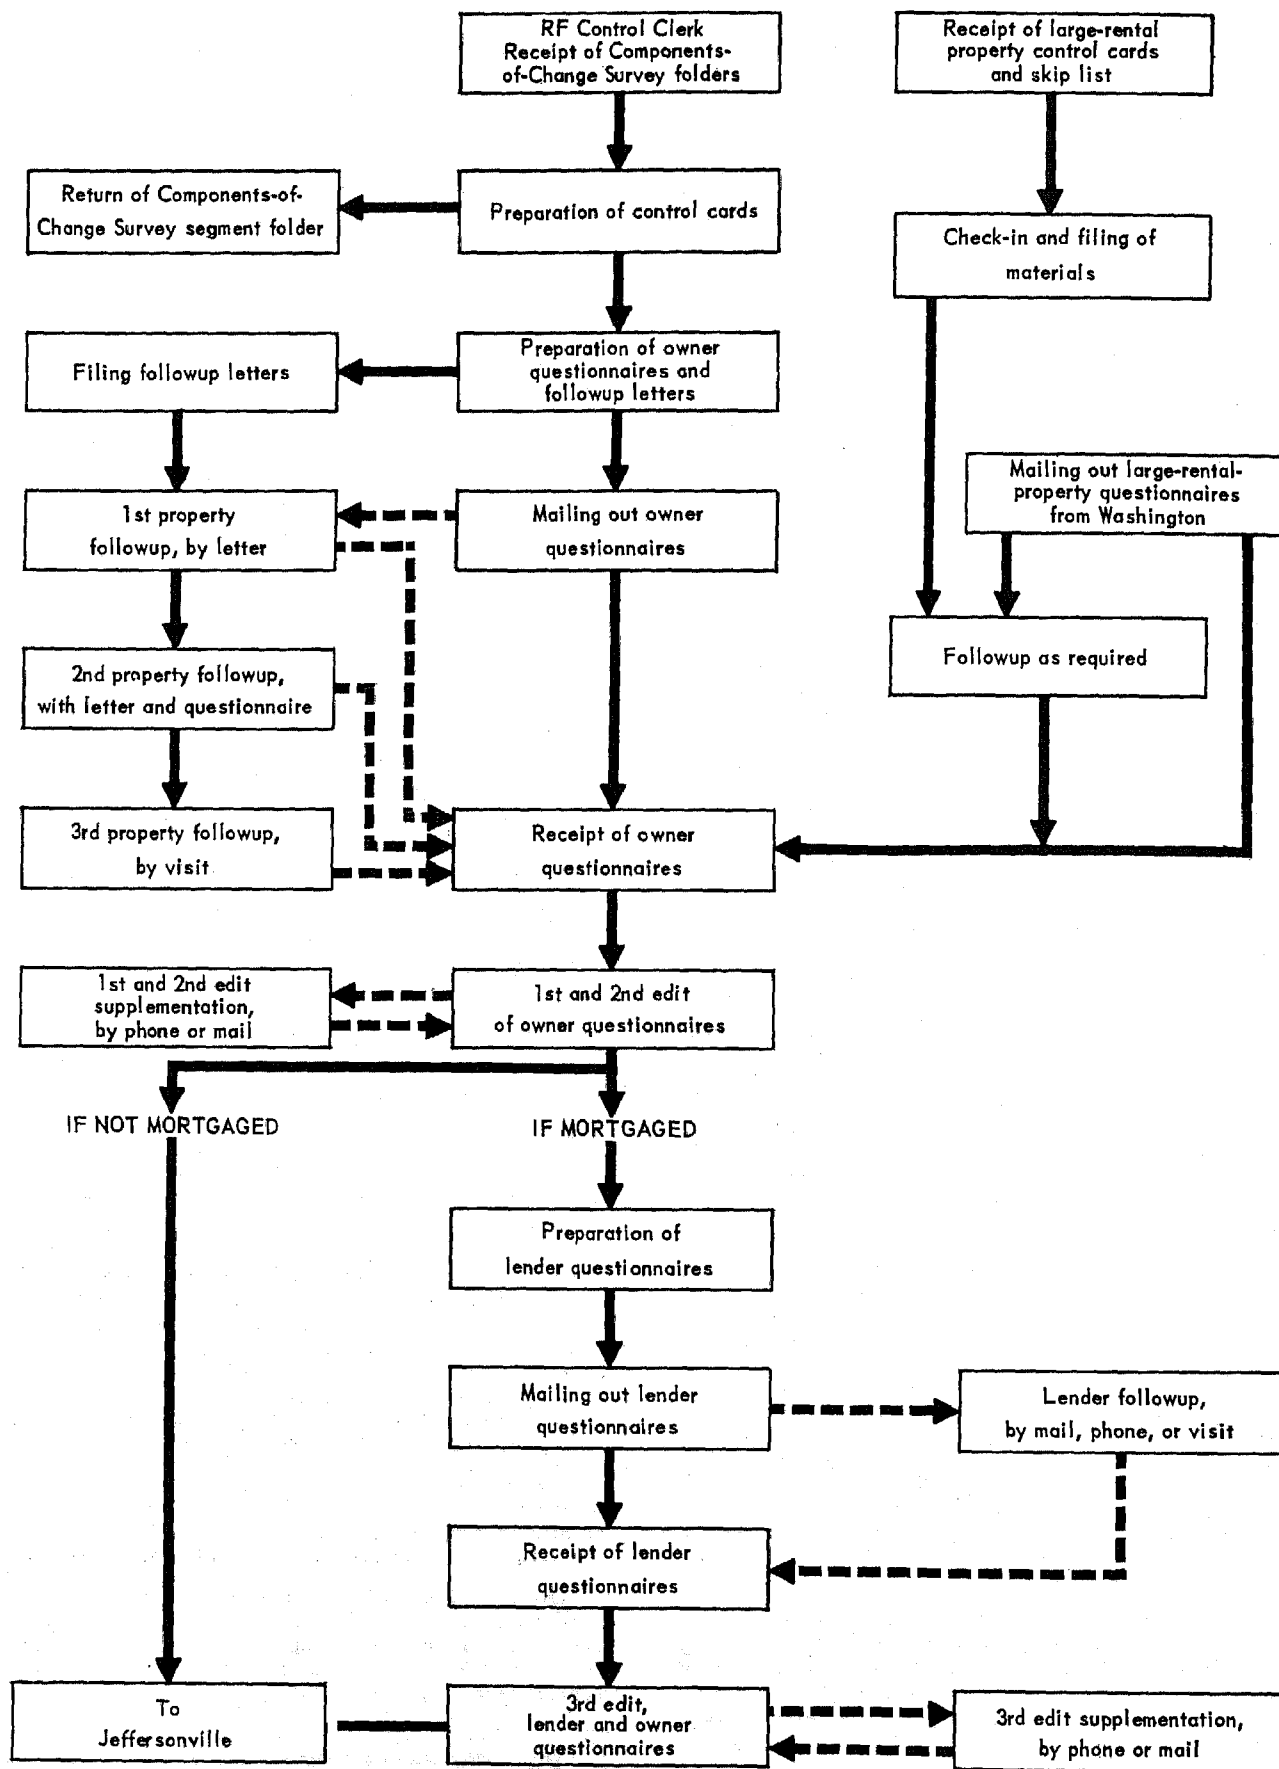 RF Control Clerk
Receipt of Components-
of-Change Survey folders
Receipt of large-rental
property control cards
and skip list
Return of Components-of-
Change Survey segment folder
Preparation of control cards
Check-in and filing of
materials
Filing followup letters
Preparation of owner
questionnaires and
followup letters
Mailing out large-rental-
property questionnaires
from Washington
1st property
followup, by letter
Mailing out owner
questionnaires
Followup as required
2nd property followup,
with letter and questionnaire
3rd property followup,
by visit
Receipt of owner
questionnaires
1st and 2nd edit
supplementation,
by phone or mail
1st and 2nd edit
of owner questionnaires
IF NOT MORTGAGED
IF MORTGAGED
Preparation of
lender questionnaires
Mailing out lender
questionnaires
Lender followup,
by mail, phone, or visit
Receipt of lender
questionnaires
To
Jeffersonville
3rd edit,
lender and owner
questionnaires
3rd edit supplementation,
by phone or mail